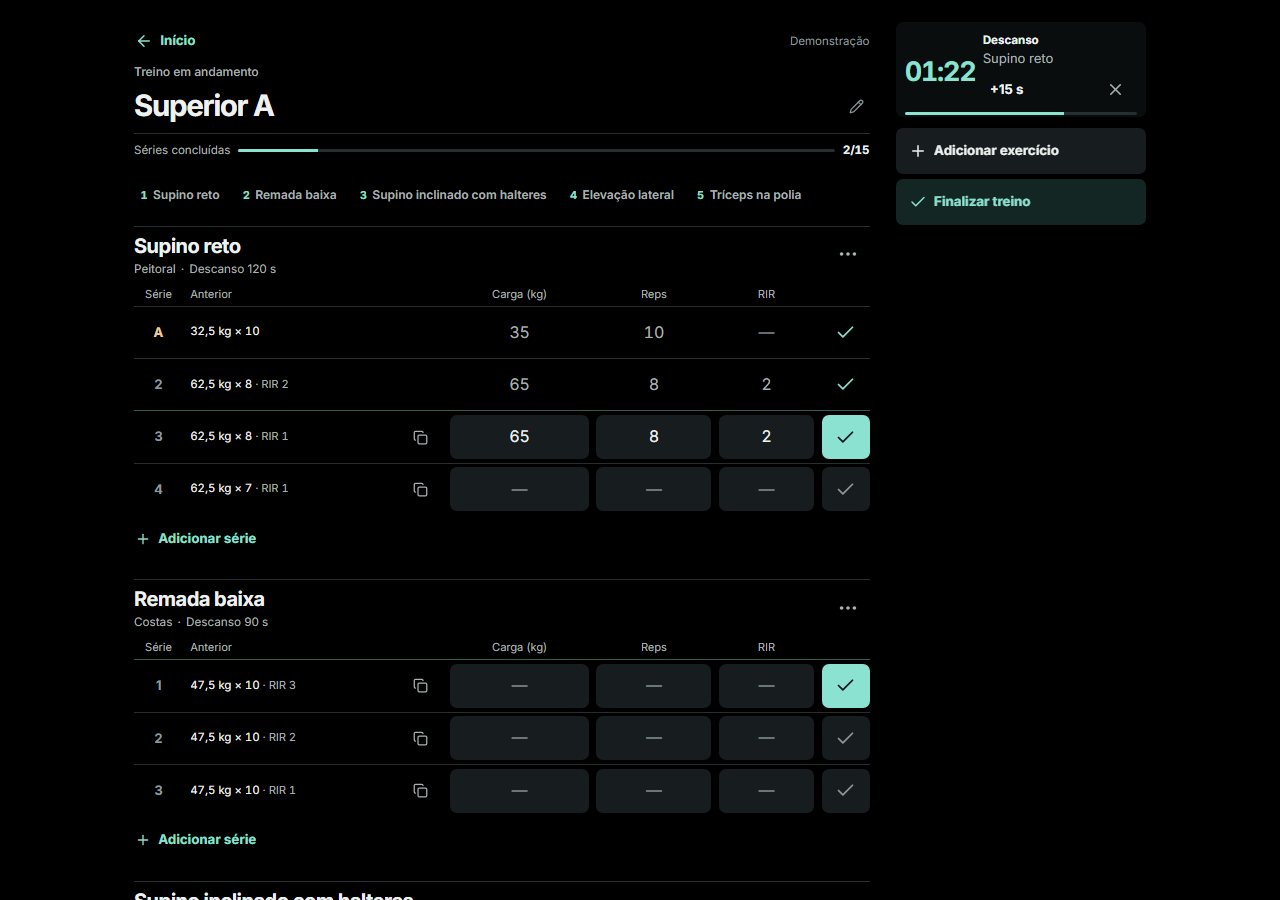 Início
Demonstração
Treino em andamento
Superior A
Séries concluídas 2/15
1 Supino reto 2 Remada baixa 3 Supino inclinado com halteres 4 Elevação lateral 5 Tríceps na polia
Supino reto
Peitoral · Descanso 120 s
Série Anterior Carga (kg) Reps RIR
A 32,5 kg × 10 35 10 —
2 62,5 kg × 8 · RIR 2 65 8 2
3 62,5 kg × 8 · RIR 1 65 8 2
4 62,5 kg × 7 · RIR 1 — — —
+ Adicionar série
Remada baixa
Costas · Descanso 90 s
Série Anterior Carga (kg) Reps RIR
1 47,5 kg × 10 · RIR 3 — — —
2 47,5 kg × 10 · RIR 2 — — —
3 47,5 kg × 10 · RIR 1 — — —
+ Adicionar série
Supino inclinado com halteres
Descanso
01:22 Supino reto
+15 s
+ Adicionar exercício
Finalizar treino